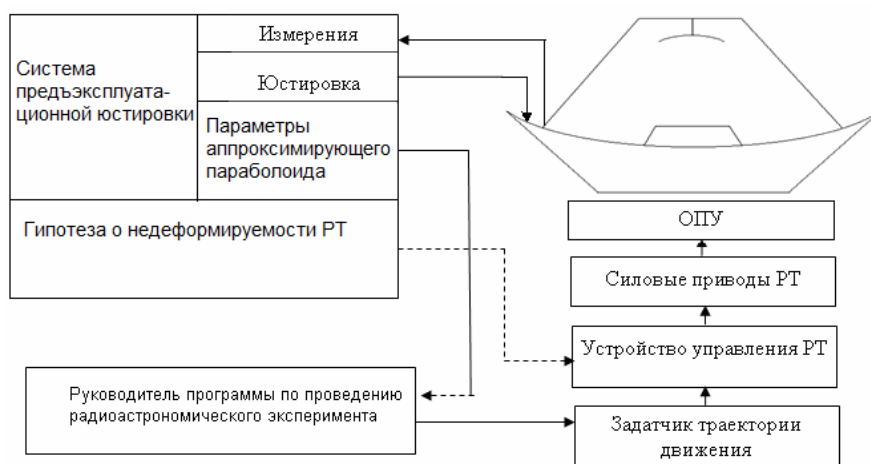 Измерения
Система
предъэксплуата-
ционной юстировки
Юстировка
Параметры
аппроксимирующего
параболоида
Гипотеза о недеформируемости РТ
ОПУ
Силовые приводы РТ
Устройство управления РТ
Руководитель программы по проведению
радиоастрономического эксперимента
Задатчик траектории
движения